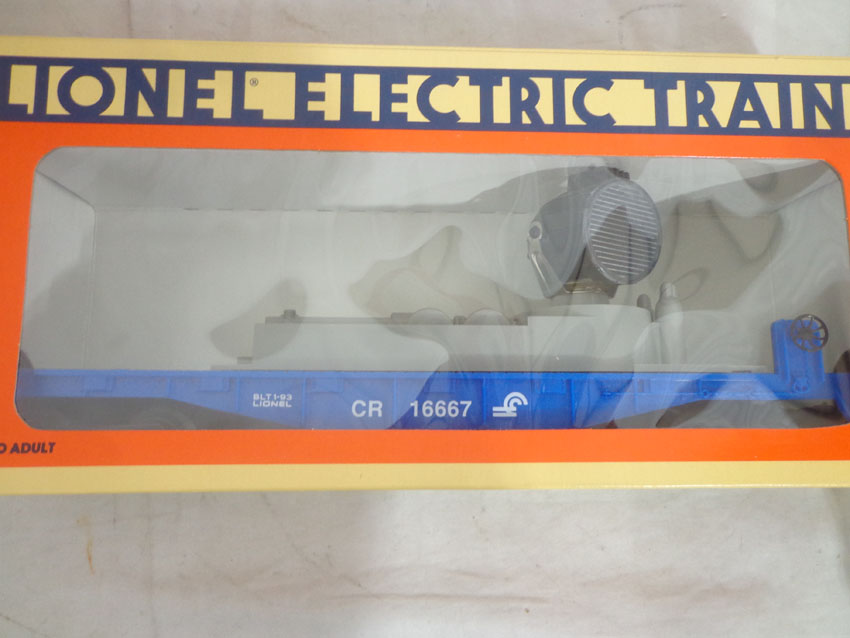 LIONEL® ELECTRIC TRAIN
BLT 1-93
LIONEL
CR 16667
O ADULT